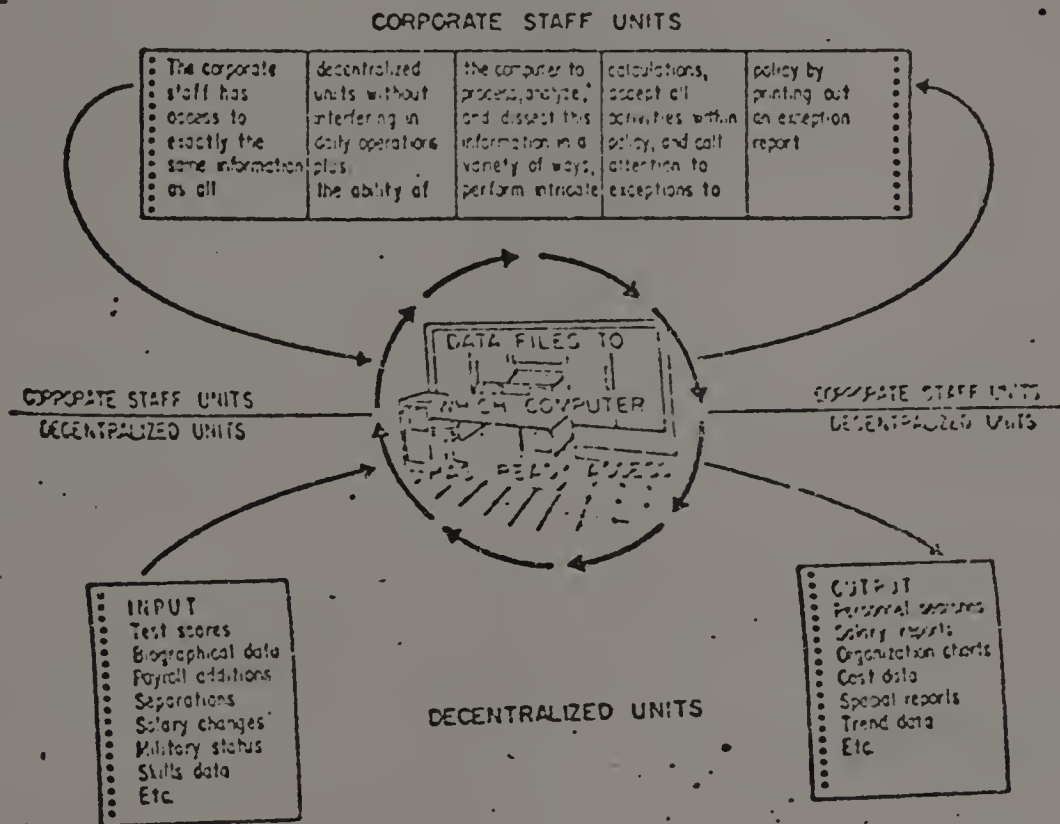 CORPORATE STAFF UNITS
The corporate
staff has
access to
exactly the
same information
as all
decentralized
units without
interfering in
daily operations
plus
the ability of
the computer to
process, analyze,
and dissect this
information in a
variety of ways,
perform intricate
calculations,
accept all
activities within
policy, and call
attention to
exceptions to
policy by
printing out
an exception
report
DATA FILES TO
WHICH COMPUTER
HAS READY ACCESS
CORPORATE STAFF UNITS
DECENTRALIZED UNITS
CORPORATE STAFF UNITS
DECENTRALIZED UNITS
INPUT
Test scores
Biographical data
Payroll additions
Separations
Salary changes
Military status
Skills data
Etc.
DECENTRALIZED UNITS
OUTPUT
Personnel searches
Salary reports
Organization charts
Cost data
Special reports
Trend data
Etc.